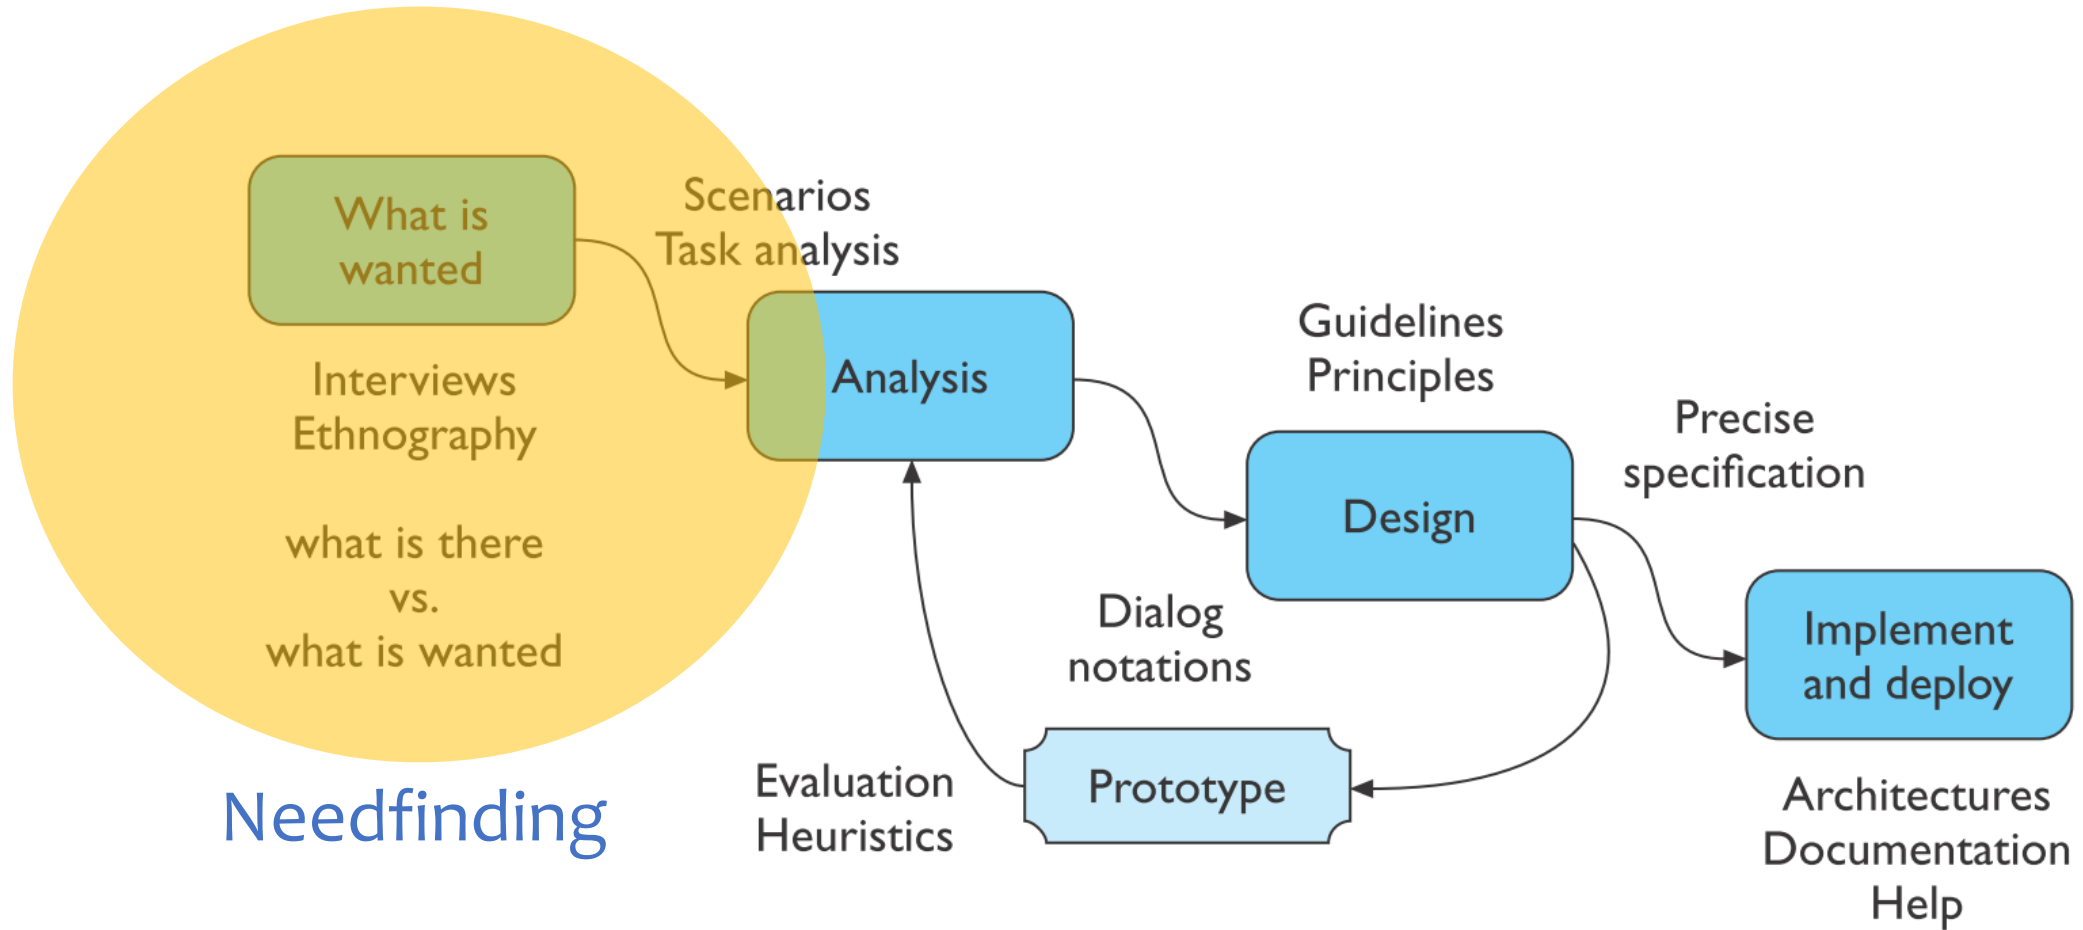 What is
wanted
Interviews
Ethnography
what is there
vs.
what is wanted
Needfinding
Scenarios
Task analysis
Analysis
Guidelines
Principles
Design
Precise
specification
Dialog
notations
Prototype
Evaluation
Heuristics
Implement
and deploy
Architectures
Documentation
Help